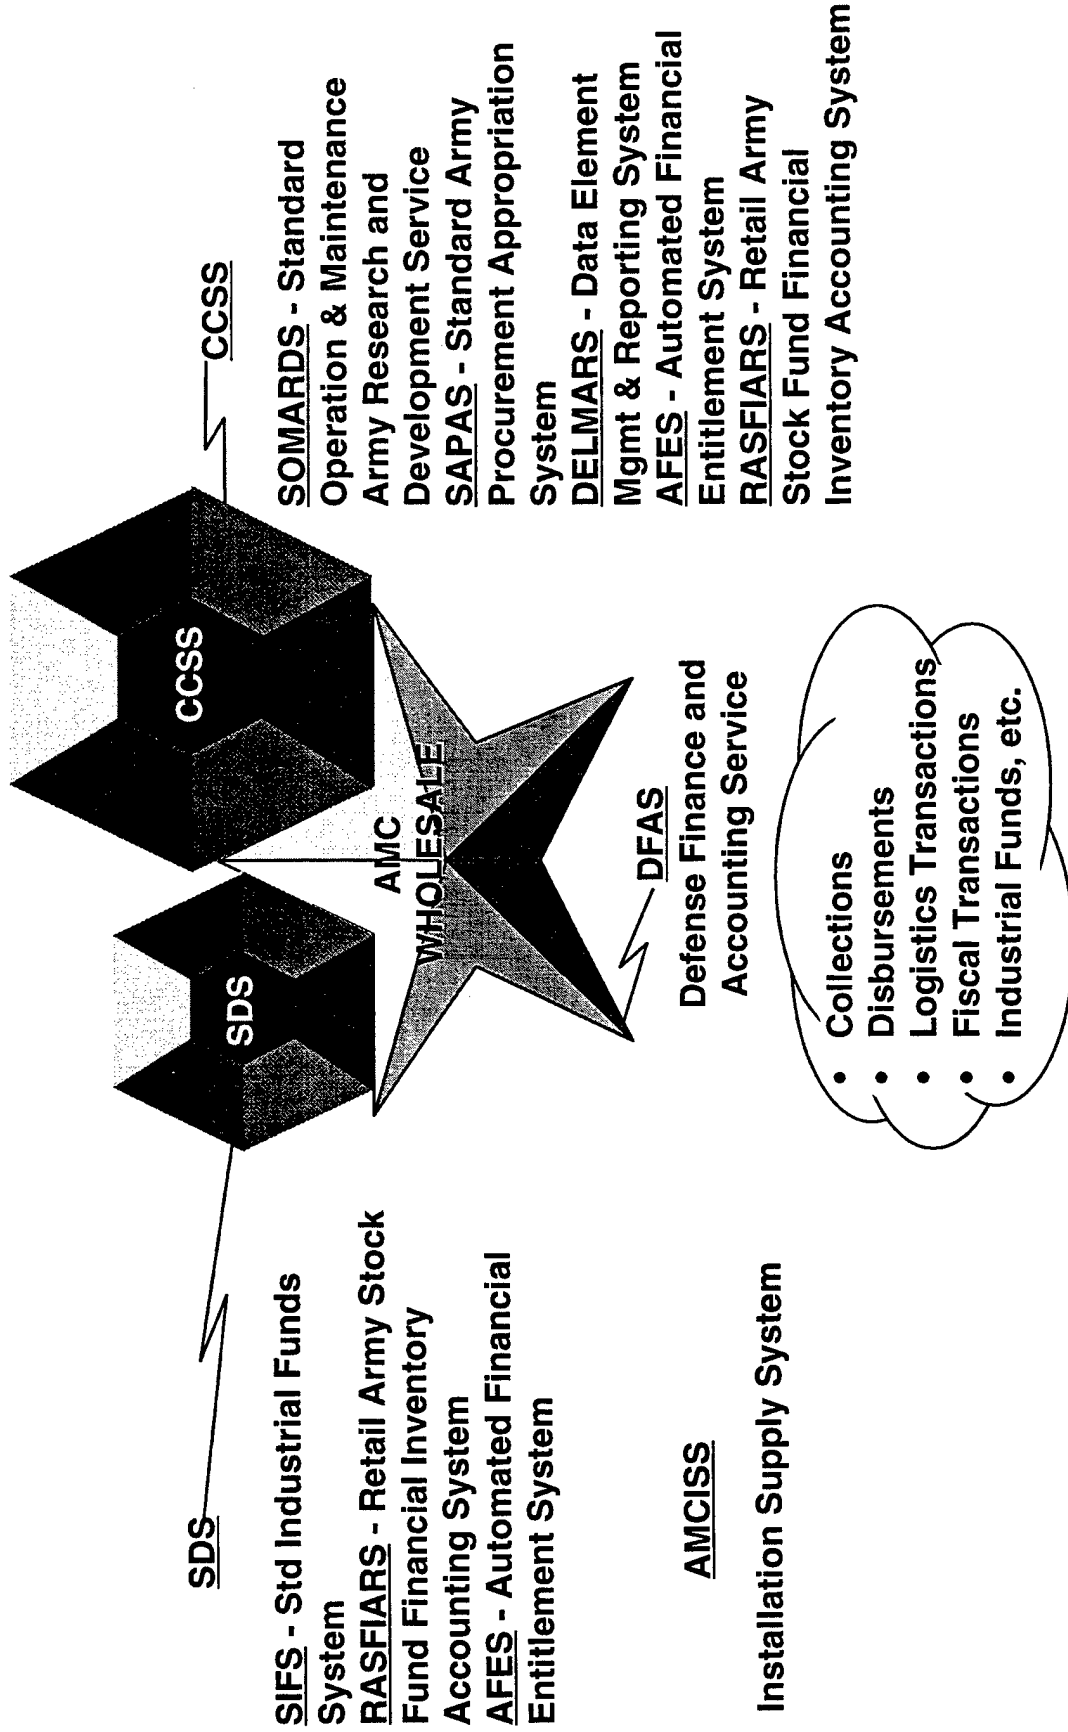 SDS
SIFS - Std Industrial Funds
System
RASFIARS - Retail Army Stock
Fund Financial Inventory
Accounting System
AFES - Automated Financial
Entitlement System
AMCISS
Installation Supply System
SDS
CCSS
AMC
WHOLESALE
DFAS
Defense Finance and
Accounting Service
• Collections
• Disbursements
• Logistics Transactions
• Fiscal Transactions
• Industrial Funds, etc.
CCSS
SOMARDS - Standard
Operation & Maintenance
Army Research and
Development Service
SAPAS - Standard Army
Procurement Appropriation
System
DELMARS - Data Element
Mgmt & Reporting System
AFES - Automated Financial
Entitlement System
RASFIARS - Retail Army
Stock Fund Financial
Inventory Accounting System